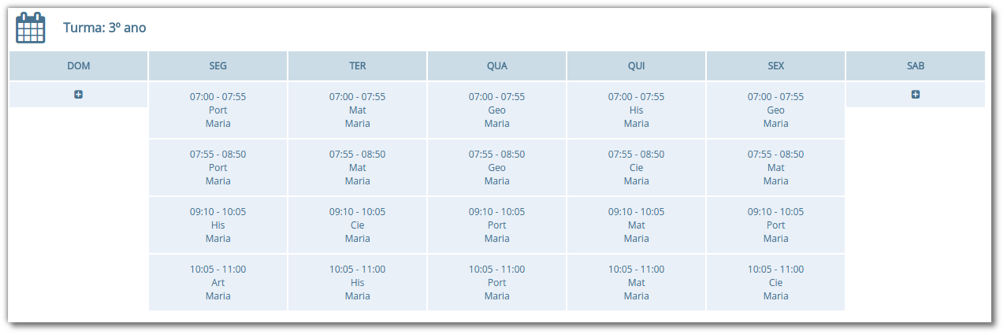 Turma: 3º ano
DOM SEG TER QUA QUI SEX SAB
07:00 - 07:55 07:00 - 07:55 07:00 - 07:55 07:00 - 07:55 07:00 - 07:55
Port Mat Geo His Geo
Maria Maria Maria Maria Maria
07:55 - 08:50 07:55 - 08:50 07:55 - 08:50 07:55 - 08:50 07:55 - 08:50
Port Mat Geo Cie Mat
Maria Maria Maria Maria Maria
09:10 - 10:05 09:10 - 10:05 09:10 - 10:05 09:10 - 10:05 09:10 - 10:05
His Cie Port Mat Port
Maria Maria Maria Maria Maria
10:05 - 11:00 10:05 - 11:00 10:05 - 11:00 10:05 - 11:00 10:05 - 11:00
Art His Port Mat Cie
Maria Maria Maria Maria Maria